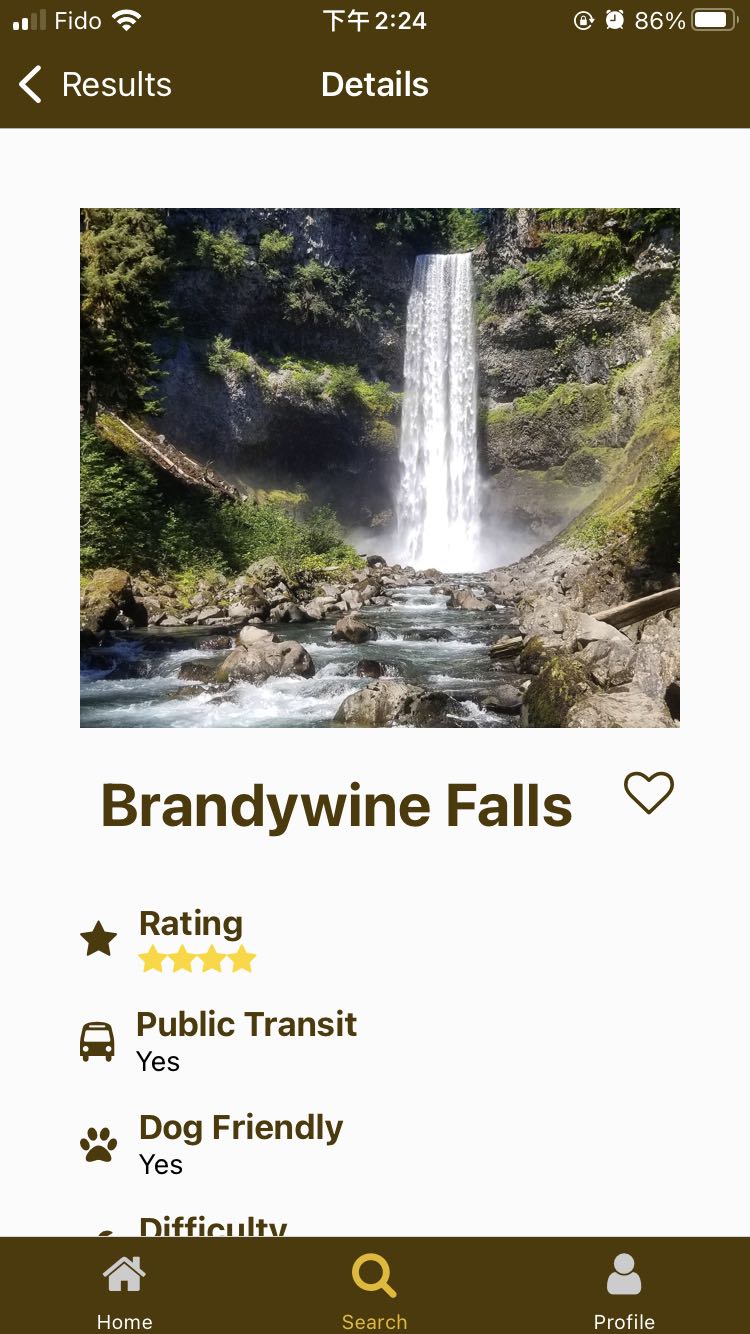 Fido 下午2:24 86%
Results Details
Brandywine Falls
Rating
Public Transit
Yes
Dog Friendly
Yes
Difficulty
Home Search Profile